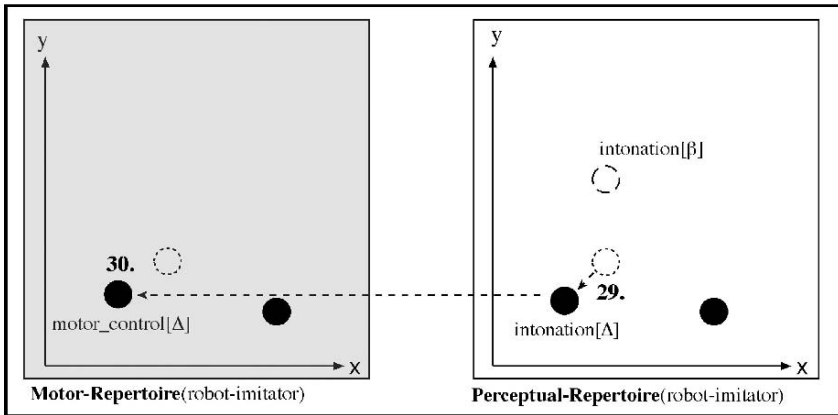 y
30.
motor_control[Δ]
x
Motor-Repertoire(robot-imitator)
y
intonation[β]
29.
intonation[Λ]
x
Perceptual-Repertoire(robot-imitator)